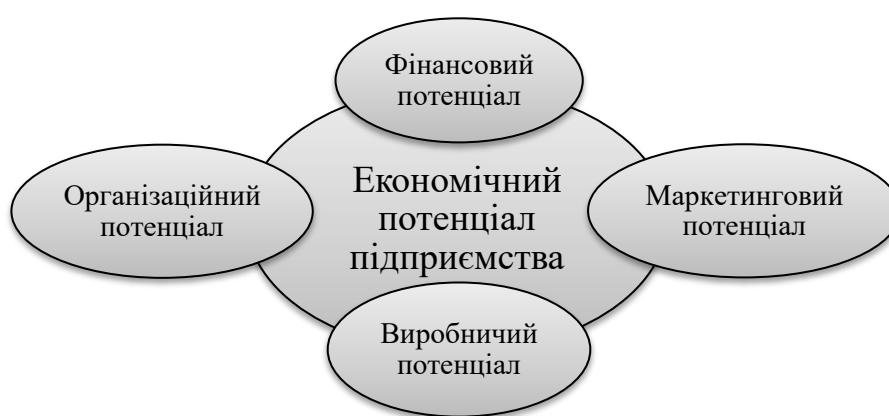 Фінансовий
потенціал
Організаційний
потенціал
Економічний
потенціал
підприємства
Маркетинговий
потенціал
Виробничий
потенціал